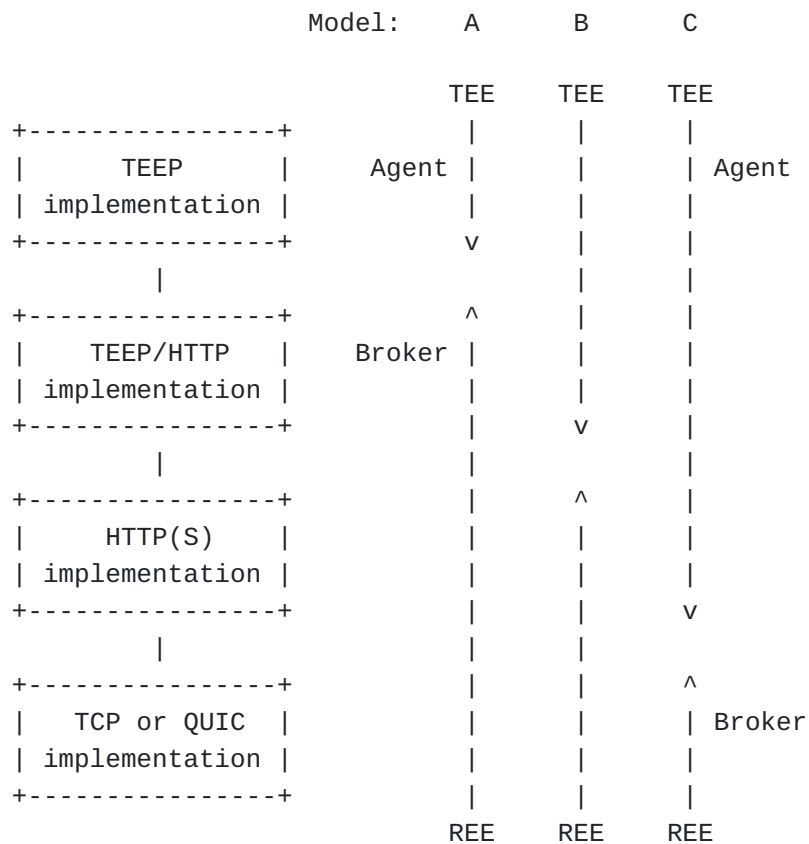 Model:    A      B      C

                             TEE    TEE    TEE
 +----------------+           |      |      |
 |      TEEP      |     Agent |      |      | Agent
 | implementation |           |      |      |
 +----------------+           v      |      |
          |                          |      |
 +----------------+           ^      |      |
 |    TEEP/HTTP   |    Broker |      |      |
 | implementation |           |      |      |
 +----------------+           |      v      |
          |                   |             |
 +----------------+           |      ^      |
 |     HTTP(S)    |           |      |      |
 | implementation |           |      |      |
 +----------------+           |      |      v
          |                   |      |
 +----------------+           |      |      ^
 |   TCP or QUIC  |           |      |      | Broker
 | implementation |           |      |      |
 +----------------+           |      |      |
                             REE    REE    REE